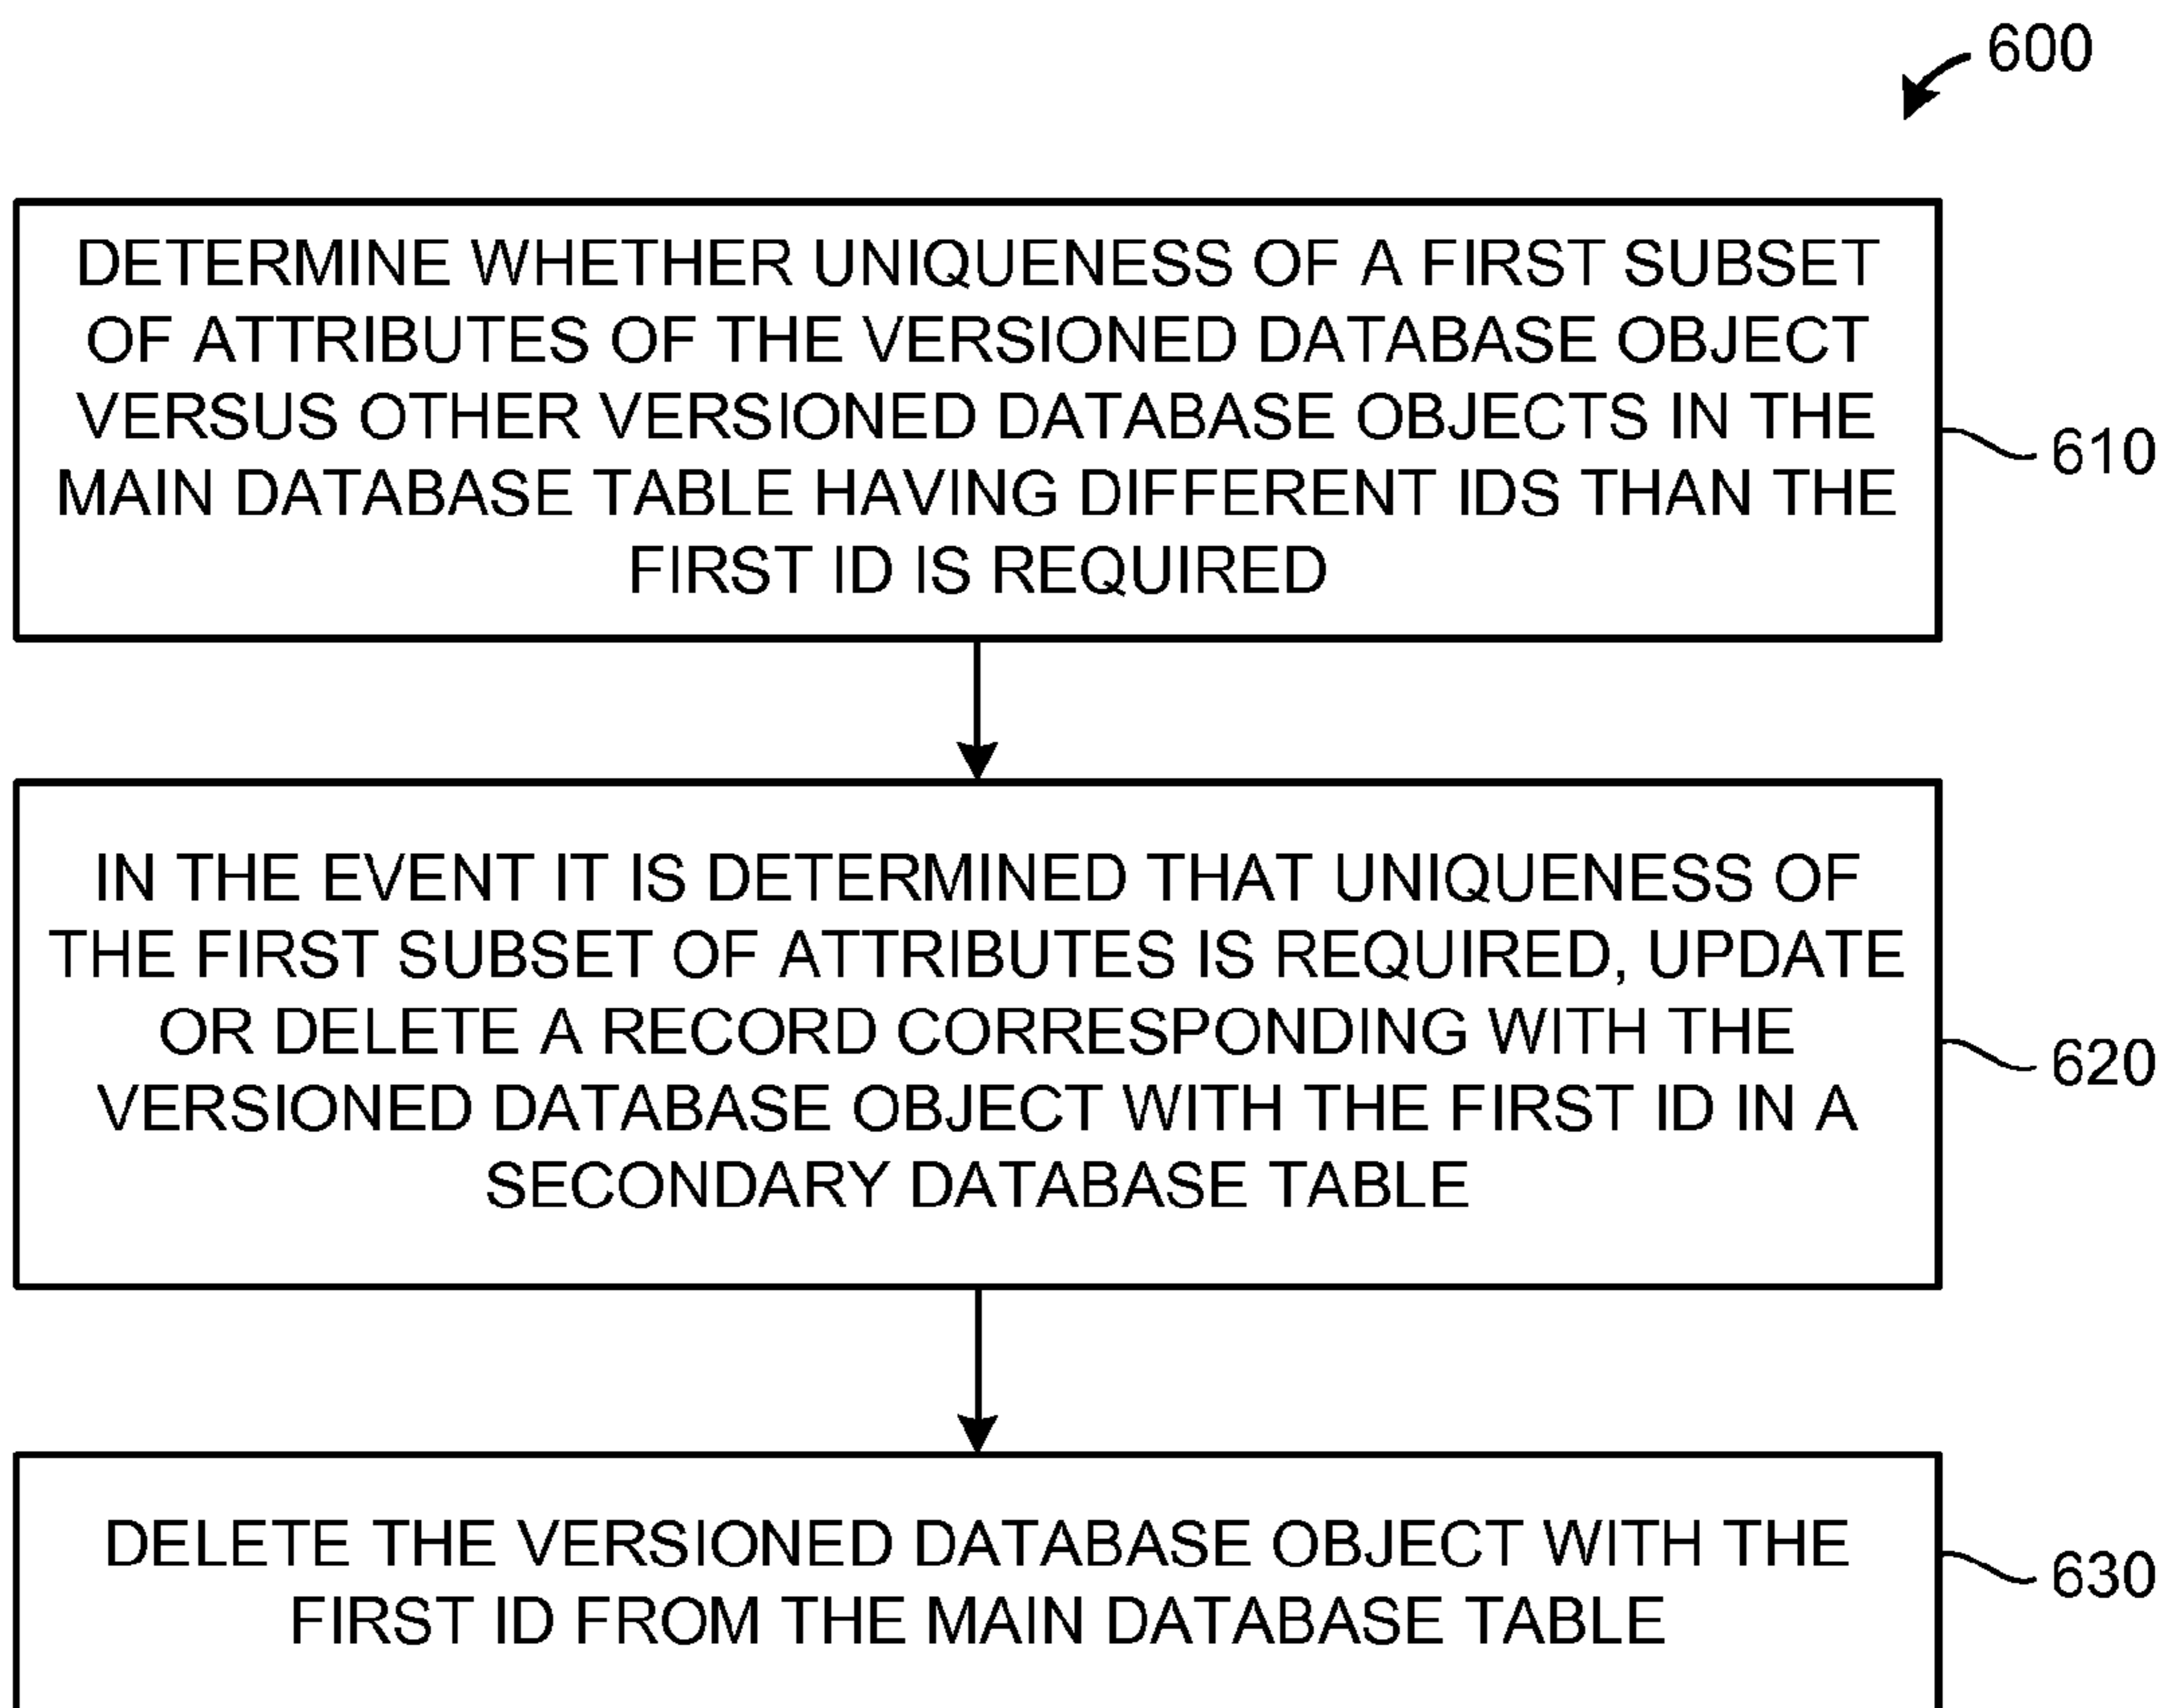 600
DETERMINE WHETHER UNIQUENESS OF A FIRST SUBSET
OF ATTRIBUTES OF THE VERSIONED DATABASE OBJECT
VERSUS OTHER VERSIONED DATABASE OBJECTS IN THE
MAIN DATABASE TABLE HAVING DIFFERENT IDS THAN THE
FIRST ID IS REQUIRED
610
IN THE EVENT IT IS DETERMINED THAT UNIQUENESS OF
THE FIRST SUBSET OF ATTRIBUTES IS REQUIRED, UPDATE
OR DELETE A RECORD CORRESPONDING WITH THE
VERSIONED DATABASE OBJECT WITH THE FIRST ID IN A
SECONDARY DATABASE TABLE
620
DELETE THE VERSIONED DATABASE OBJECT WITH THE
FIRST ID FROM THE MAIN DATABASE TABLE
630